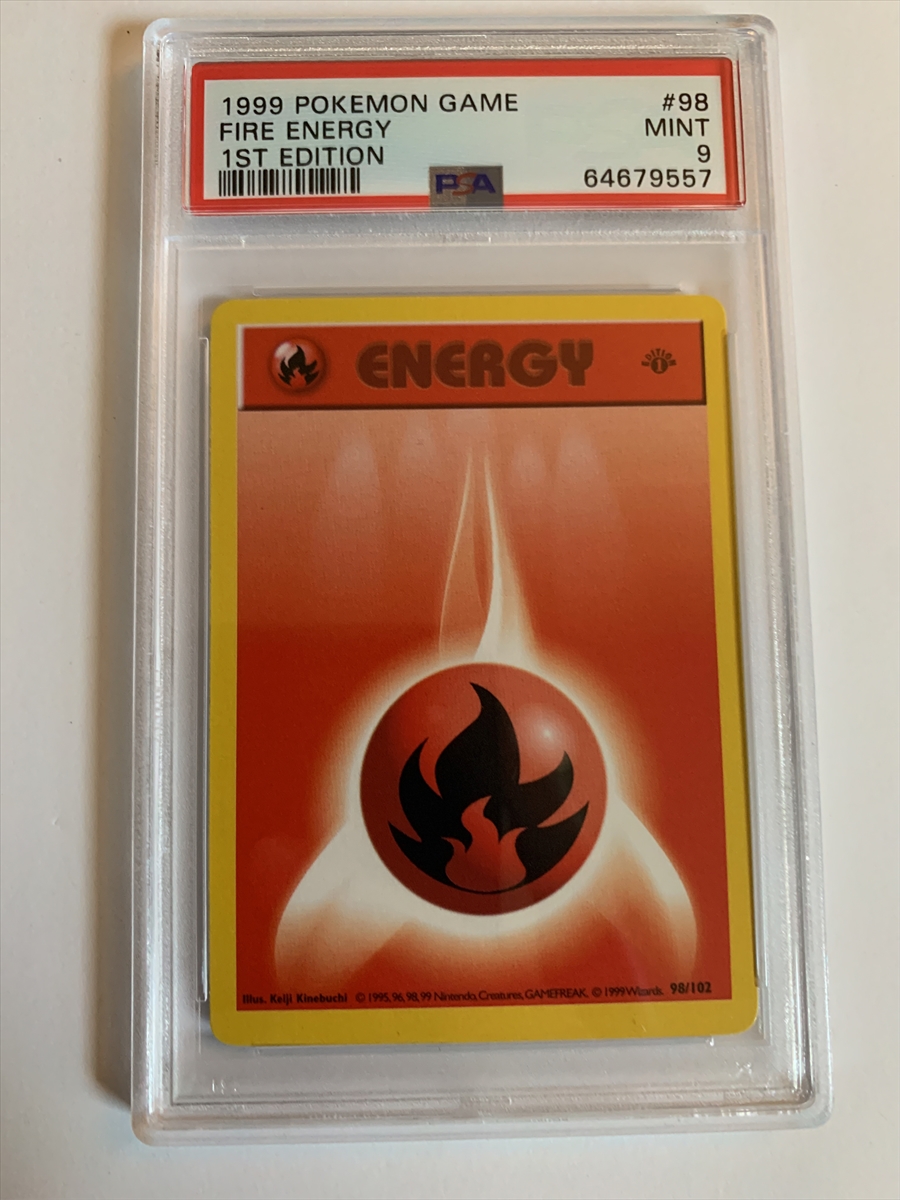 1999 POKEMON GAME #98
FIRE ENERGY MINT
1ST EDITION 9
PSA 64679557
ENERGY
EDITION
1
Illus. Keiji Kinebuchi © 1995, 96, 98, 99 Nintendo, Creatures, GAMEFREAK. © 1999 Wizards. 98/102